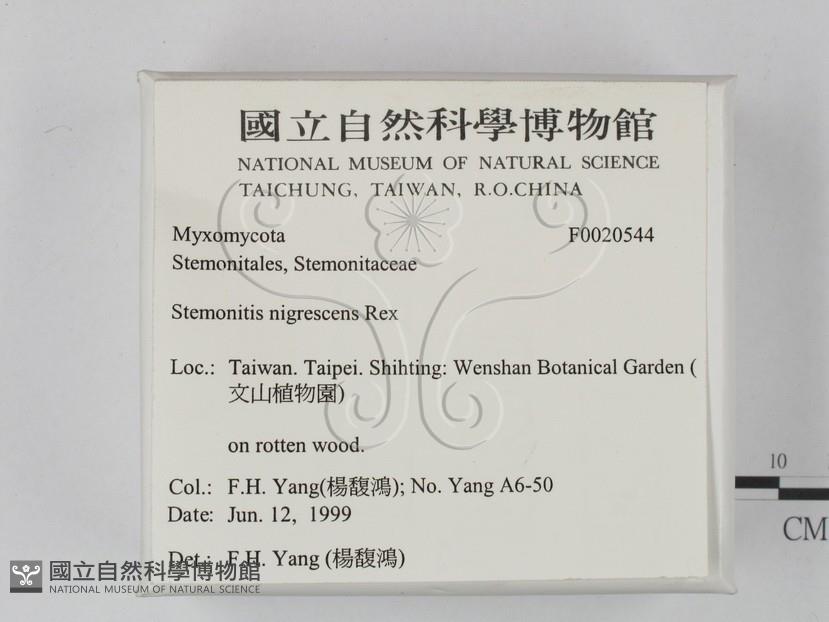 國立自然科學博物館
NATIONAL MUSEUM OF NATURAL SCIENCE
TAICHUNG, TAIWAN, R.O.CHINA
Myxomycota F0020544
Stemonitales, Stemonitaceae
Stemonitis nigrescens Rex
Loc.: Taiwan. Taipei. Shihting: Wenshan Botanical Garden (
文山植物園)
on rotten wood.
Col.: F.H. Yang(楊馥鴻); No. Yang A6-50
Date: Jun. 12, 1999
Det.: F.H. Yang (楊馥鴻)
10
CM
國立自然科學博物館
NATIONAL MUSEUM OF NATURAL SCIENCE